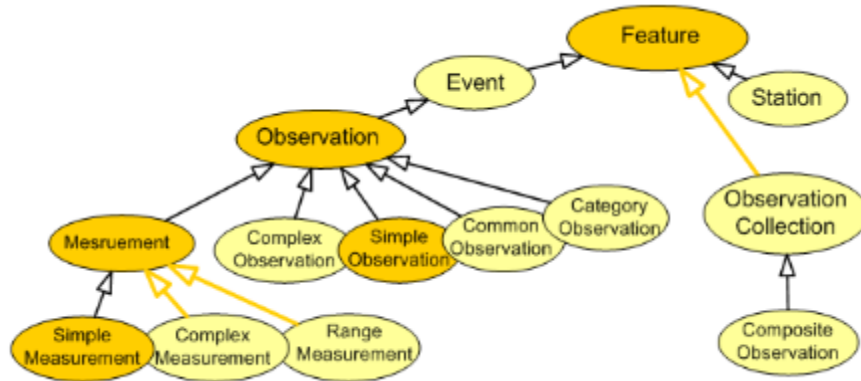 Feature
Event
Station
Observation
Category
Observation
Complex
Observation
Simple
Observation
Common
Observation
Observation
Collection
Mesruement
Simple
Measurement
Complex
Measurement
Range
Measurement
Composite
Observation